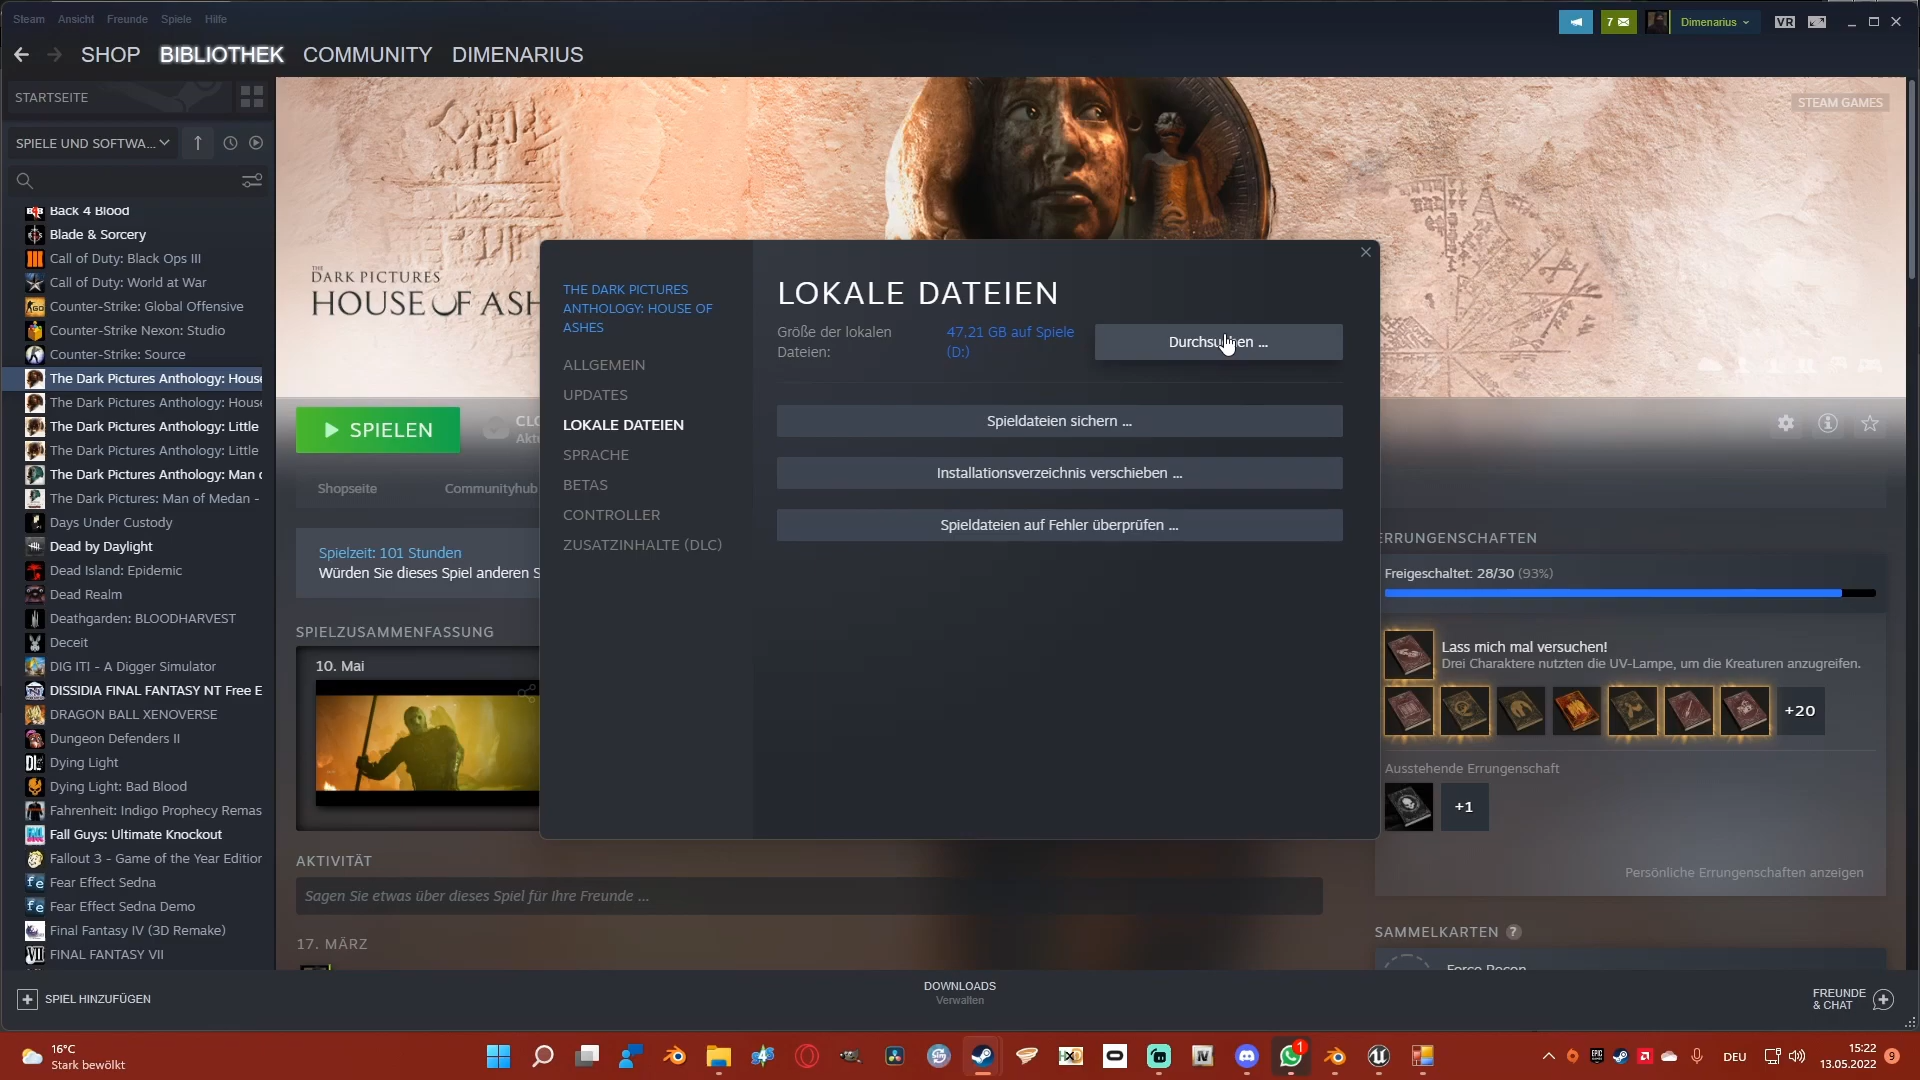 Steam Ansicht Freunde Spiele Hilfe
7
Dimenarius
VR
SHOP BIBLIOTHEK COMMUNITY DIMENARIUS
STARTSEITE
SPIELE UND SOFTWA...
Back 4 Blood
Blade & Sorcery
Call of Duty: Black Ops III
Call of Duty: World at War
Counter-Strike: Global Offensive
Counter-Strike Nexon: Studio
Counter-Strike: Source
The Dark Pictures Anthology: House
The Dark Pictures Anthology: House
The Dark Pictures Anthology: Little
The Dark Pictures Anthology: Little
The Dark Pictures Anthology: Man
The Dark Pictures: Man of Medan -
Days Under Custody
Dead by Daylight
Dead Island: Epidemic
Dead Realm
Deathgarden: BLOODHARVEST
Deceit
DIG IT! - A Digger Simulator
DISSIDIA FINAL FANTASY NT Free E
DRAGON BALL XENOVERSE
Dungeon Defenders II
Dying Light
Dying Light: Bad Blood
Fahrenheit: Indigo Prophecy Remas
Fall Guys: Ultimate Knockout
Fallout 3 - Game of the Year Edition
Fear Effect Sedna
Fear Effect Sedna Demo
Final Fantasy IV (3D Remake)
FINAL FANTASY VII
SPIEL HINZUFÜGEN
STEAM GAMES
THE
DARK PICTURES
HOUSE OF ASH
SPIELEN
CLO
Aktu
Shopseite
Communityhub
Spielzeit: 101 Stunden
Würden Sie dieses Spiel anderen S
SPIELZUSAMMENFASSUNG
10. Mai
AKTIVITÄT
Sagen Sie etwas über dieses Spiel für Ihre Freunde ...
17. MÄRZ
THE DARK PICTURES
ANTHOLOGY: HOUSE OF
ASHES
ALLGEMEIN
UPDATES
LOKALE DATEIEN
SPRACHE
BETAS
CONTROLLER
ZUSATZINHALTE (DLC)
LOKALE DATEIEN
Größe der lokalen
Dateien:
47,21 GB auf Spiele
(D:)
Durchsuchen ...
Spieldateien sichern ...
Installationsverzeichnis verschieben ...
Spieldateien auf Fehler überprüfen ...
ERRUNGENSCHAFTEN
Freigeschaltet: 28/30 (93%)
Lass mich mal versuchen!
Drei Charaktere nutzten die UV-Lampe, um die Kreaturen anzugreifen.
+20
Ausstehende Errungenschaft
+1
Persönliche Errungenschaften anzeigen
SAMMELKARTEN ?
Force Recon
DOWNLOADS
Verwalten
FREUNDE
& CHAT
16°C
Stark bewölkt
1
DEU
15:22
13.05.2022
9